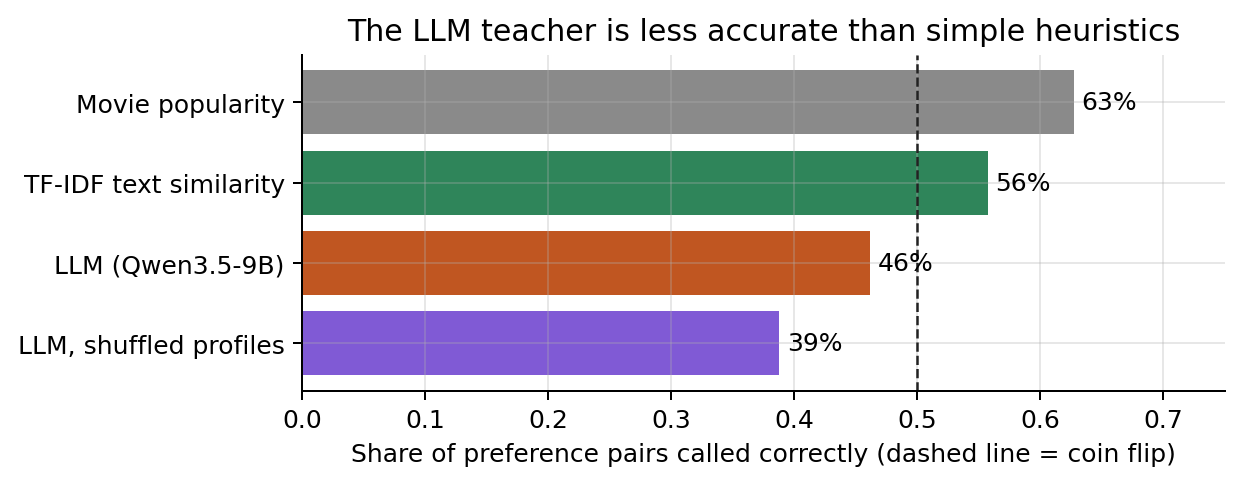 The LLM teacher is less accurate than simple heuristics
Movie popularity
63%
TF-IDF text similarity
56%
LLM (Qwen3.5-9B)
46%
LLM, shuffled profiles
39%
0.0 0.1 0.2 0.3 0.4 0.5 0.6 0.7
Share of preference pairs called correctly (dashed line = coin flip)